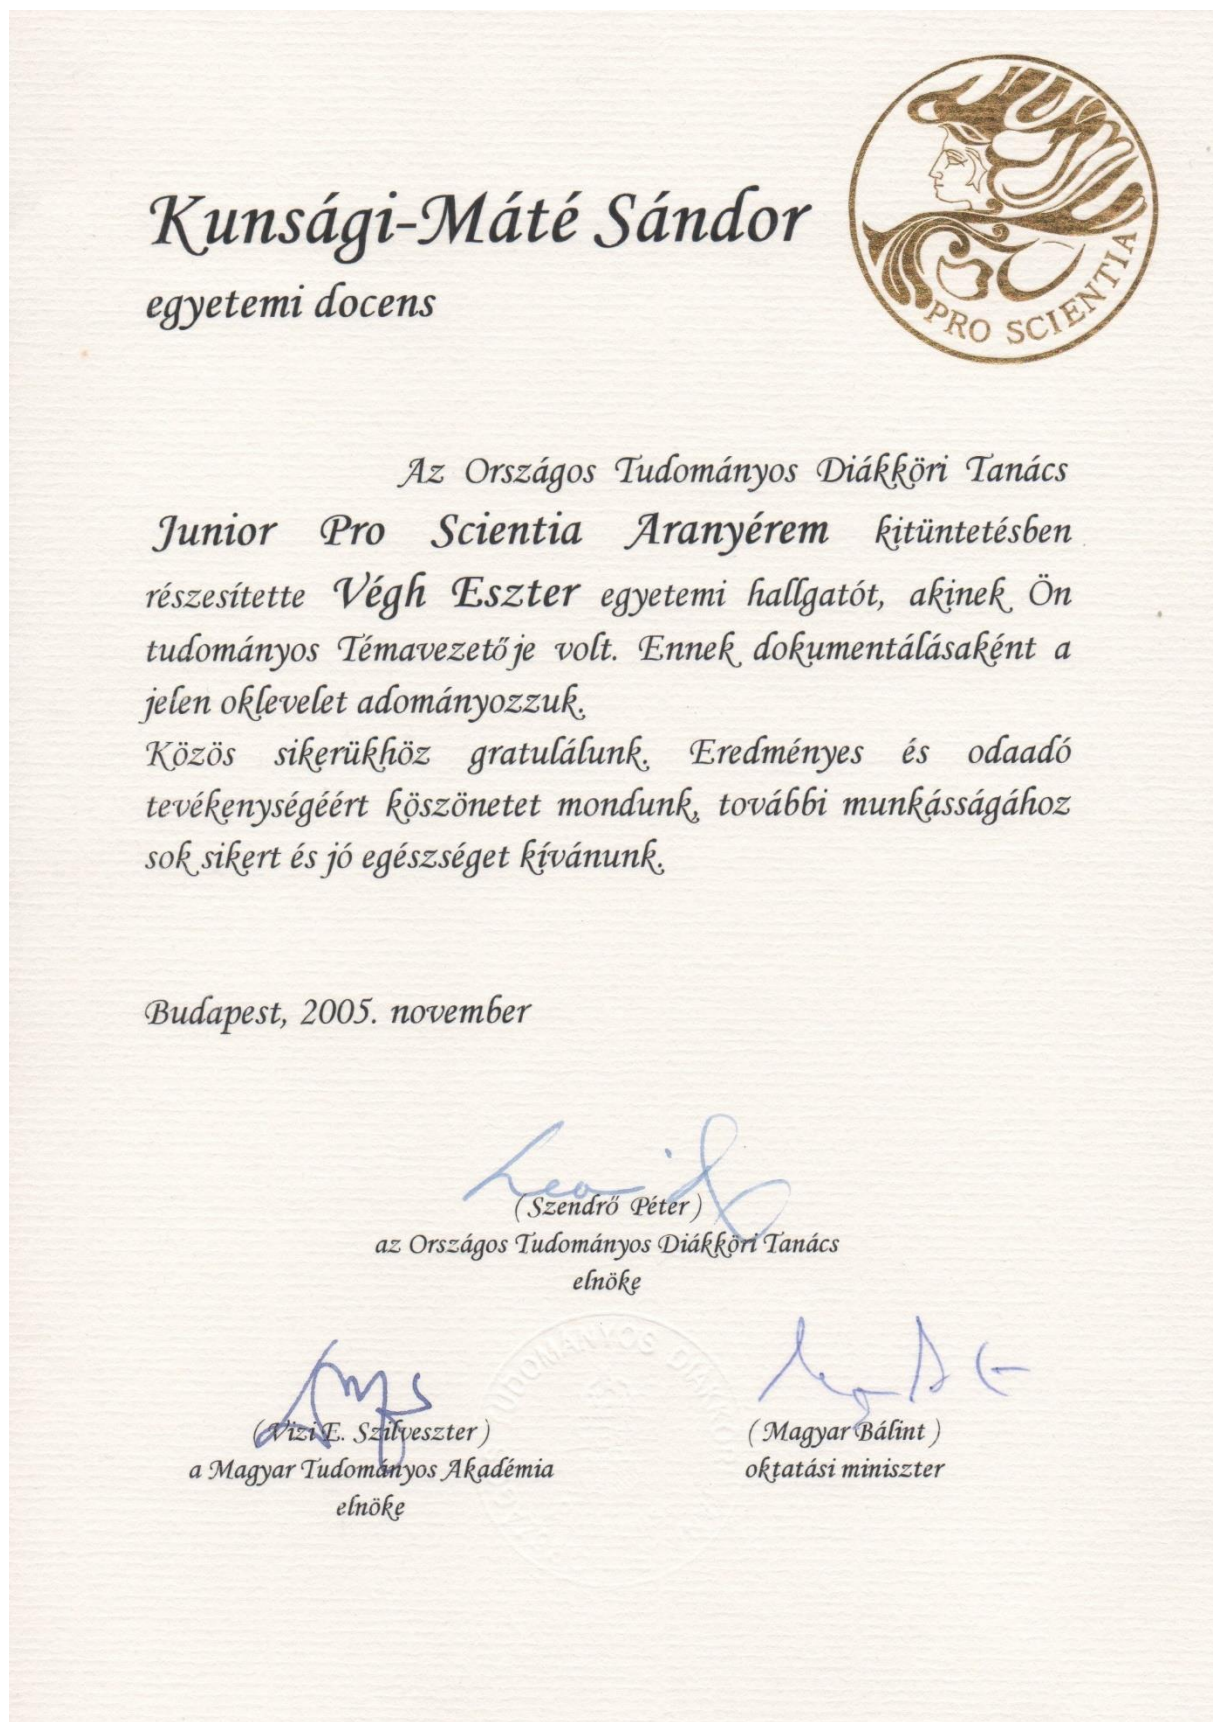 Kunsági-Máté Sándor
egyetemi docens
PRO SCIENTIA
Az Országos Tudományos Diákköri Tanács
Junior Pro Scientia Aranyérem kitüntetésben
részesítette Végh Eszter egyetemi hallgatót, akinek Ön
tudományos Témavezetője volt. Ennek dokumentálásaként a
jelen oklevelet adományozzuk.
Közös sikerükhöz gratulálunk. Eredményes és odaadó
tevékenységéért köszönetet mondunk, további munkásságához
sok sikert és jó egészséget kívánunk.
Budapest, 2005. november
(Szendrő Péter)
az Országos Tudományos Diákköri Tanács
elnöke
TUDOMÁNYOS
(Vizi E. Szilveszter)
a Magyar Tudományos Akadémia
elnöke
(Magyar Bálint)
oktatási miniszter